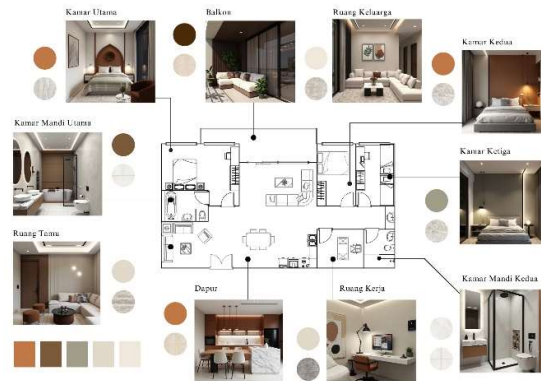 Kamar Utama
Balkon
Ruang Keluarga
Kamar Kedua
Kamar Mandi Utama
Kamar Ketiga
Ruang Tamu
Dapur
Ruang Kerja
Kamar Mandi Kedua